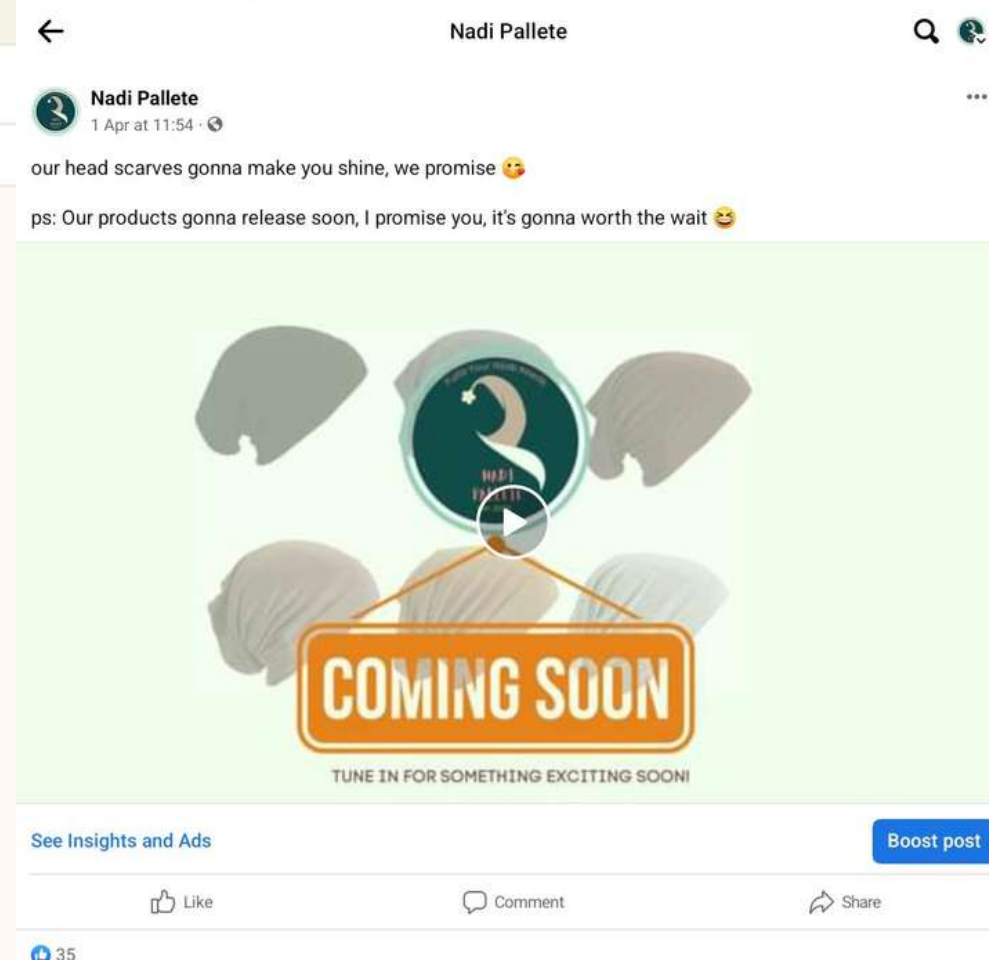 Nadi Pallete
Nadi Pallete
1 Apr at 11:54 ·
our head scarves gonna make you shine, we promise 😋
ps: Our products gonna release soon, I promise you, it's gonna worth the wait 😆
NADI
PALLETE
COMING SOON
TUNE IN FOR SOMETHING EXCITING SOON!
See Insights and Ads
Boost post
Like
Comment
Share
35